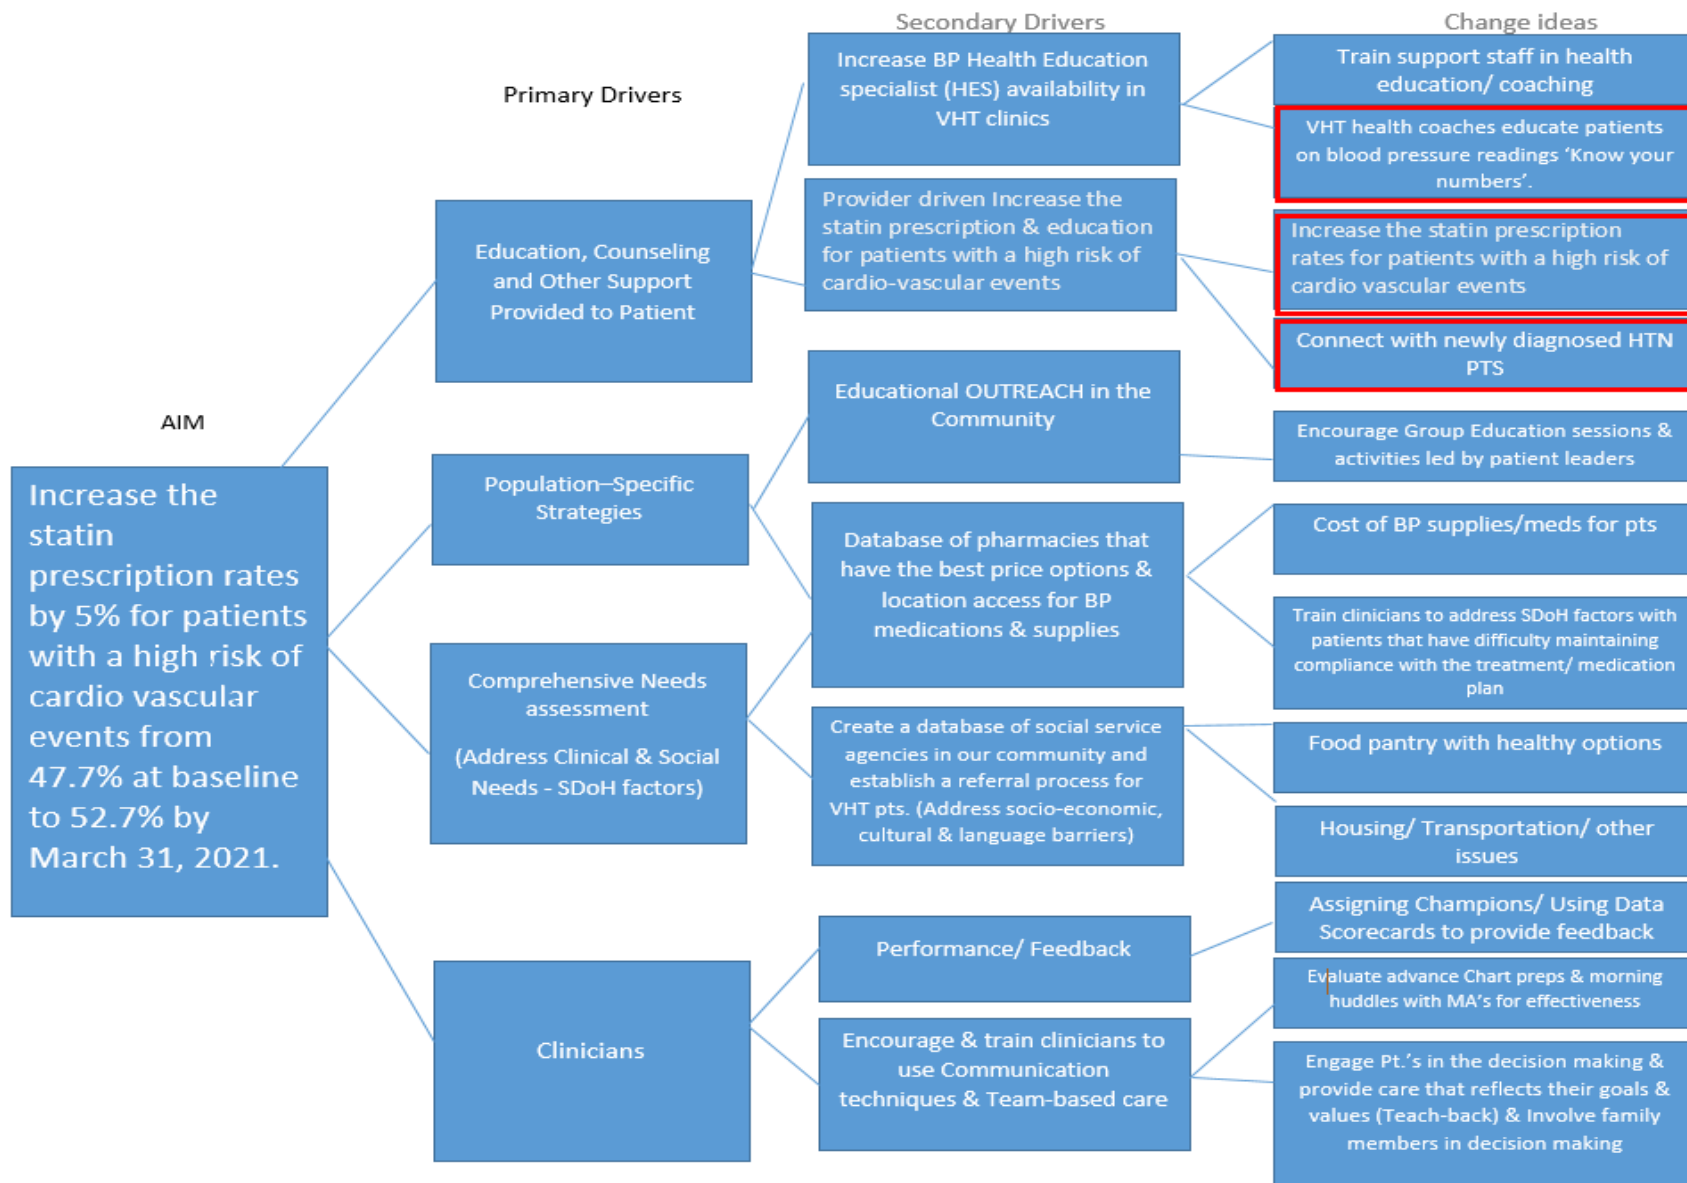 AIM
Increase the
statin
prescription rates
by 5% for patients
with a high risk of
cardio vascular
events from
47.7% at baseline
to 52.7% by
March 31, 2021.
Primary Drivers
Education, Counseling
and Other Support
Provided to Patient
Population–Specific
Strategies
Comprehensive Needs
assessment
(Address Clinical & Social
Needs - SDoH factors)
Clinicians
Secondary Drivers
Increase BP Health Education
specialist (HES) availability in
VHT clinics
Provider driven Increase the
statin prescription & education
for patients with a high risk of
cardio-vascular events
Educational OUTREACH in the
Community
Database of pharmacies that
have the best price options &
location access for BP
medications & supplies
Create a database of social service
agencies in our community and
establish a referral process for
VHT pts. (Address socio-economic,
cultural & language barriers)
Performance/ Feedback
Encourage & train clinicians to
use Communication
techniques & Team-based care
Change ideas
Train support staff in health
education/ coaching
VHT health coaches educate patients
on blood pressure readings ‘Know your
numbers’.
Increase the statin prescription
rates for patients with a high risk of
cardio vascular events
Connect with newly diagnosed HTN
PTS
Encourage Group Education sessions &
activities led by patient leaders
Cost of BP supplies/meds for pts
Train clinicians to address SDoH factors with
patients that have difficulty maintaining
compliance with the treatment/ medication
plan
Food pantry with healthy options
Housing/ Transportation/ other
issues
Assigning Champions/ Using Data
Scorecards to provide feedback
Evaluate advance Chart preps & morning
huddles with MA’s for effectiveness
Engage Pt.’s in the decision making &
provide care that reflects their goals &
values (Teach-back) & Involve family
members in decision making